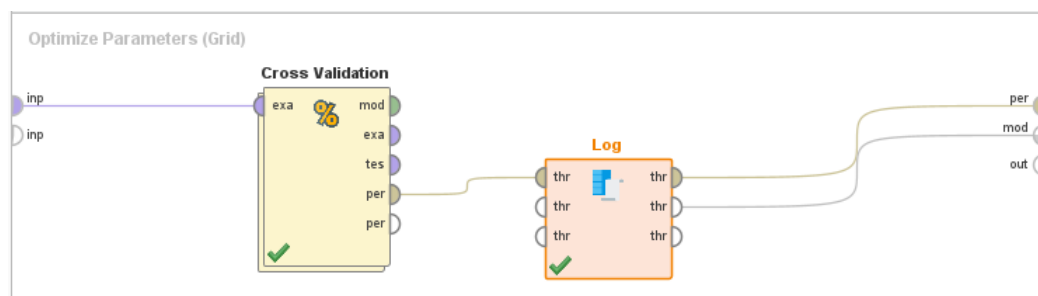 Optimize Parameters (Grid)
inp
inp
Cross Validation
exa
%
mod
exa
tes
per
per
Log
thr
thr
thr
thr
thr
thr
per
mod
out